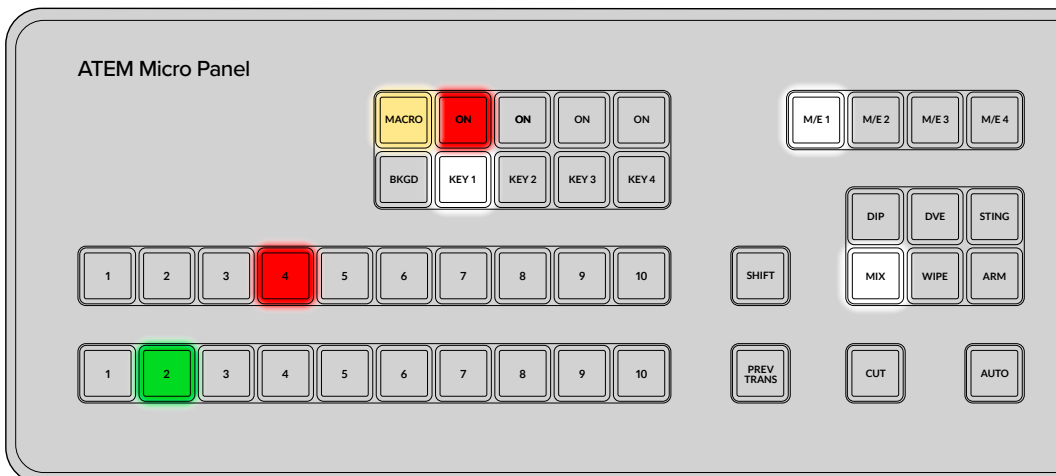 ATEM Micro Panel
MACRO ON ON ON ON
M/E 1 M/E 2 M/E 3 M/E 4
BKGD KEY 1 KEY 2 KEY 3 KEY 4
DIP DVE STING
1 2 3 4 5 6 7 8 9 10
SHIFT
MIX WIPE ARM
1 2 3 4 5 6 7 8 9 10
PREV
TRANS
CUT
AUTO